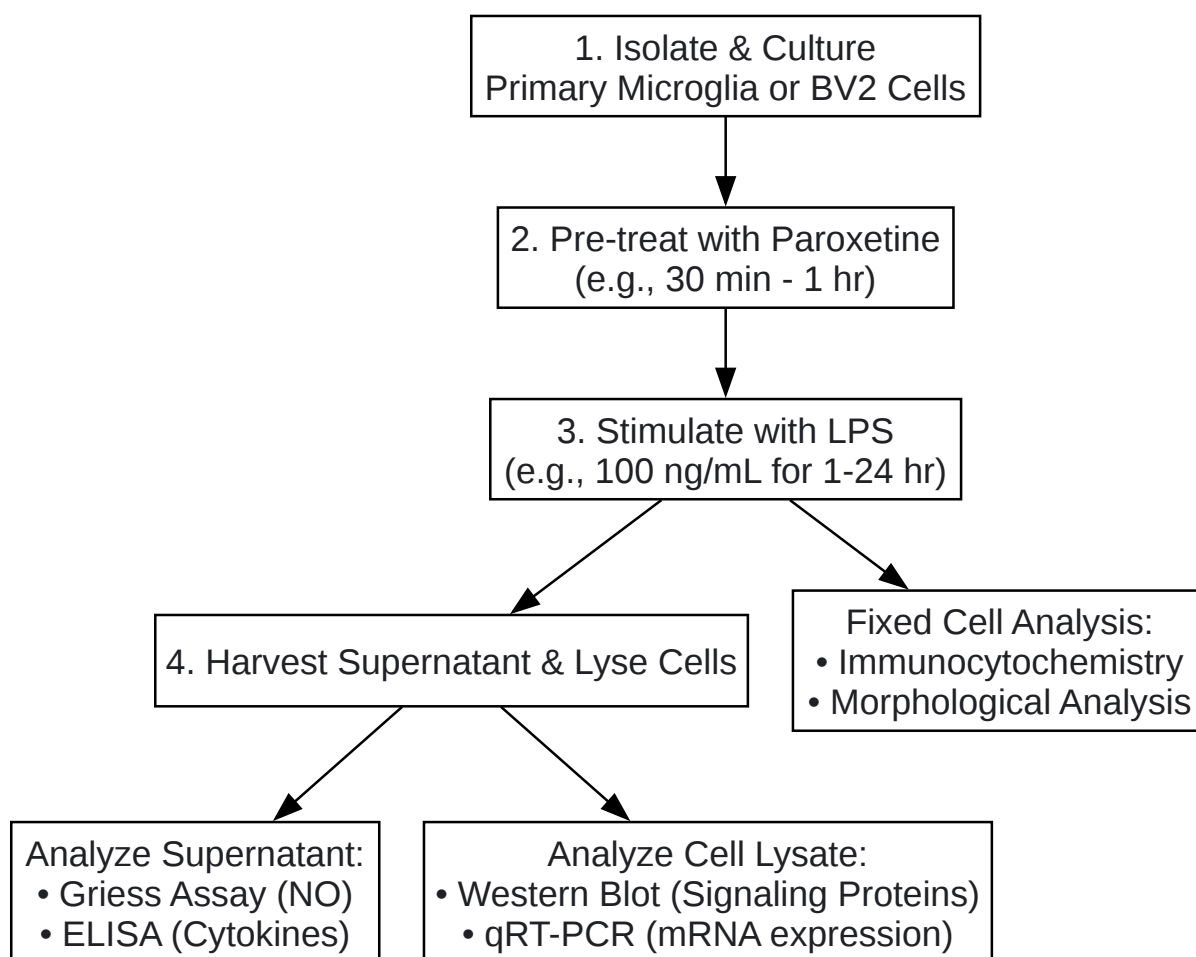 1. Isolate & Culture
Primary Microglia or BV2 Cells
2. Pre-treat with Paroxetine
(e.g., 30 min - 1 hr)
3. Stimulate with LPS
(e.g., 100 ng/mL for 1-24 hr)
4. Harvest Supernatant & Lyse Cells
Fixed Cell Analysis:
• Immunocytochemistry
• Morphological Analysis
Analyze Supernatant:
• Griess Assay (NO)
• ELISA (Cytokines)
Analyze Cell Lysate:
• Western Blot (Signaling Proteins)
• qRT-PCR (mRNA expression)